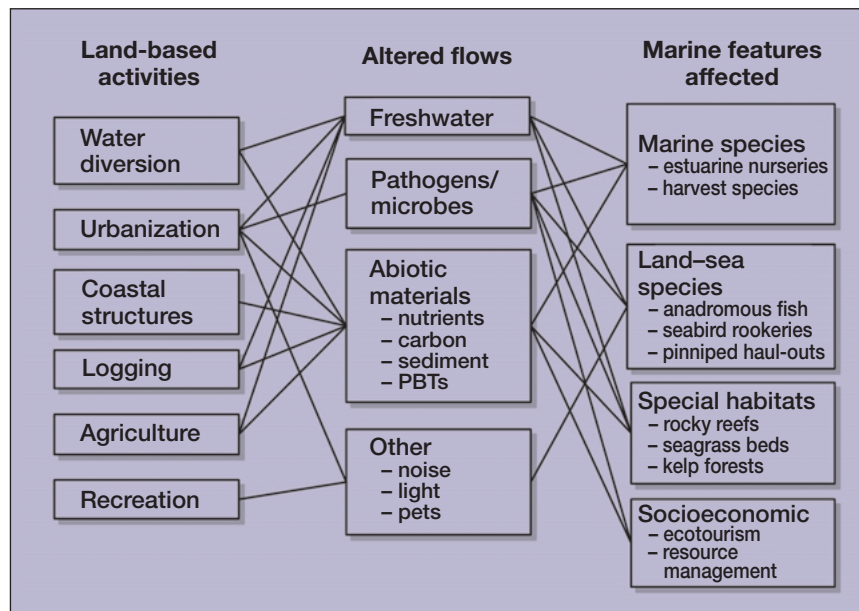 Land-based
activities
Water
diversion
Urbanization
Coastal
structures
Logging
Agriculture
Recreation
Altered flows
Freshwater
Pathogens/
microbes
Abiotic
materials
– nutrients
– carbon
– sediment
– PBTs
Other
– noise
– light
– pets
Marine features
affected
Marine species
– estuarine nurseries
– harvest species
Land–sea
species
– anadromous fish
– seabird rookeries
– pinniped haul-outs
Special habitats
– rocky reefs
– seagrass beds
– kelp forests
Socioeconomic
– ecotourism
– resource
management